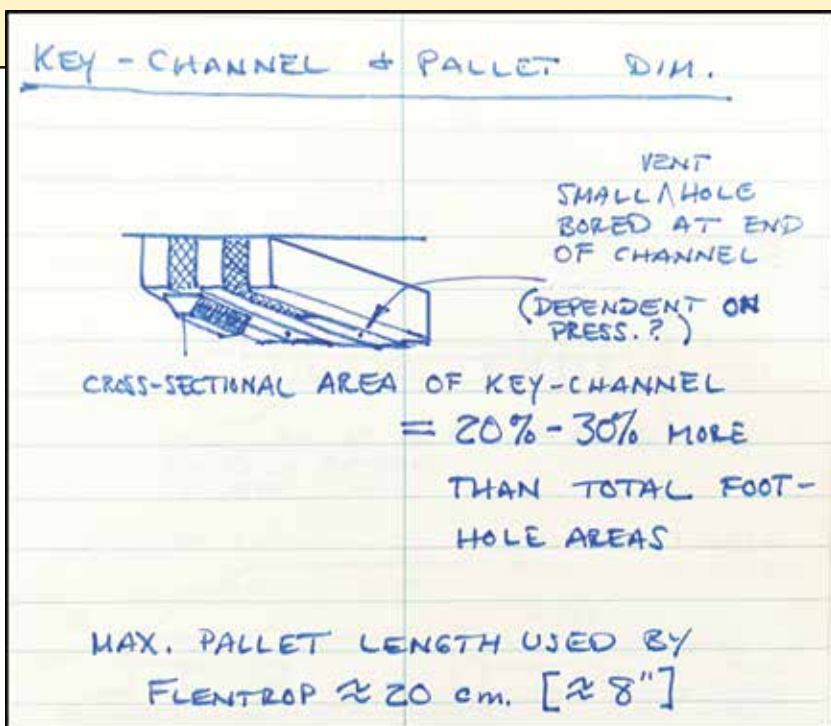 KEY - CHANNEL & PALLET DIM.
VENT
SMALL ∧ HOLE
BORED AT END
OF CHANNEL
(DEPENDENT ON
PRESS. ?)
CROSS-SECTIONAL AREA OF KEY-CHANNEL
= 20% - 30% MORE
THAN TOTAL FOOT-
HOLE AREAS
MAX. PALLET LENGTH USED BY
FLENTROP ≈ 20 cm. [≈ 8"]